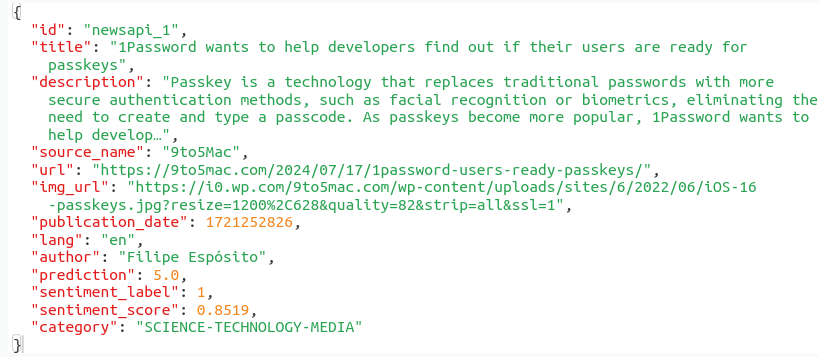 {
"id": "newsapi_1",
"title": "1Password wants to help developers find out if their users are ready for
passkeys",
"description": "Passkey is a technology that replaces traditional passwords with more
secure authentication methods, such as facial recognition or biometrics, eliminating the
need to create and type a passcode. As passkeys become more popular, 1Password wants to
help develop…",
"source_name": "9to5Mac",
"url": "https://9to5mac.com/2024/07/17/1password-users-ready-passkeys/",
"img_url": "https://i0.wp.com/9to5mac.com/wp-content/uploads/sites/6/2022/06/iOS-16
-passkeys.jpg?resize=1200%2C628&quality=82&strip=all&ssl=1",
"publication_date": 1721252826,
"lang": "en",
"author": "Filipe Espósito",
"prediction": 5.0,
"sentiment_label": 1,
"sentiment_score": 0.8519,
"category": "SCIENCE-TECHNOLOGY-MEDIA"
}